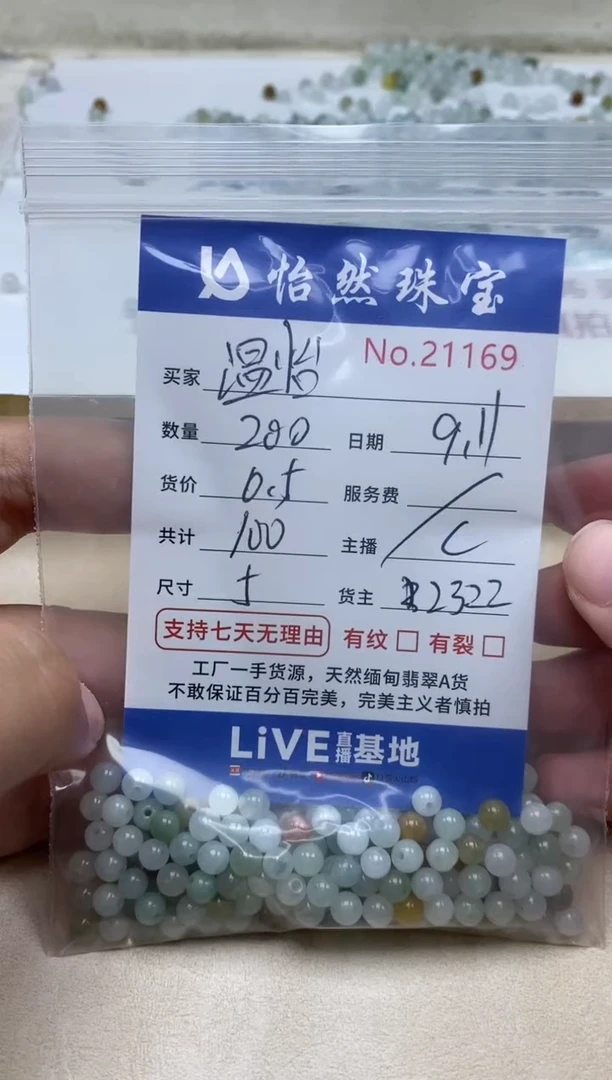 怡然珠宝
No.21169
买家 温怡
数量 200 日期 9.11
货价 0.5 服务费 /
共计 100 主播 C
尺寸 5 货主 2322
支持七天无理由 有纹 □ 有裂 □
工厂一手货源，天然缅甸翡翠A货
不敢保证百分百完美，完美主义者慎拍
LiVE直播基地